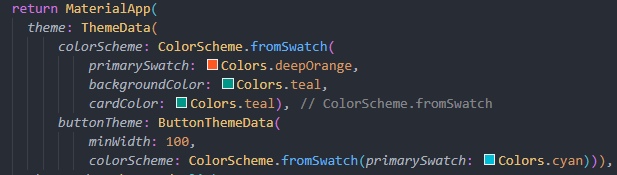 return MaterialApp(
theme: ThemeData(
colorScheme: ColorScheme.fromSwatch(
primarySwatch: Colors.deepOrange,
backgroundColor: Colors.teal,
cardColor: Colors.teal), // ColorScheme.fromSwatch
buttonTheme: ButtonThemeData(
minWidth: 100,
colorScheme: ColorScheme.fromSwatch(primarySwatch: Colors.cyan))),